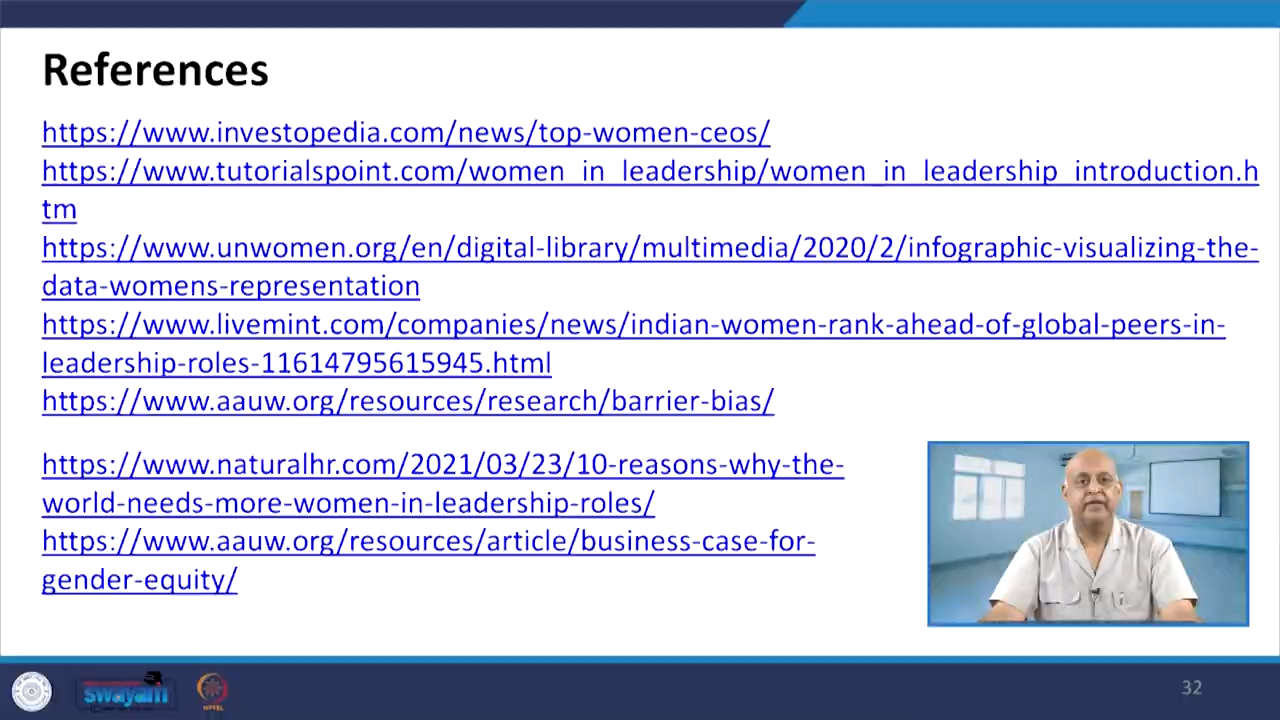 References
https://www.investopedia.com/news/top-women-ceos/
https://www.tutorialspoint.com/women_in_leadership/women_in_leadership_introduction.h
tm
https://www.unwomen.org/en/digital-library/multimedia/2020/2/infographic-visualizing-the-
data-womens-representation
https://www.livemint.com/companies/news/indian-women-rank-ahead-of-global-peers-in-
leadership-roles-11614795615945.html
https://www.aauw.org/resources/research/barrier-bias/
https://www.naturalhr.com/2021/03/23/10-reasons-why-the-
world-needs-more-women-in-leadership-roles/
https://www.aauw.org/resources/article/business-case-for-
gender-equity/
swayam
NPTEL
32